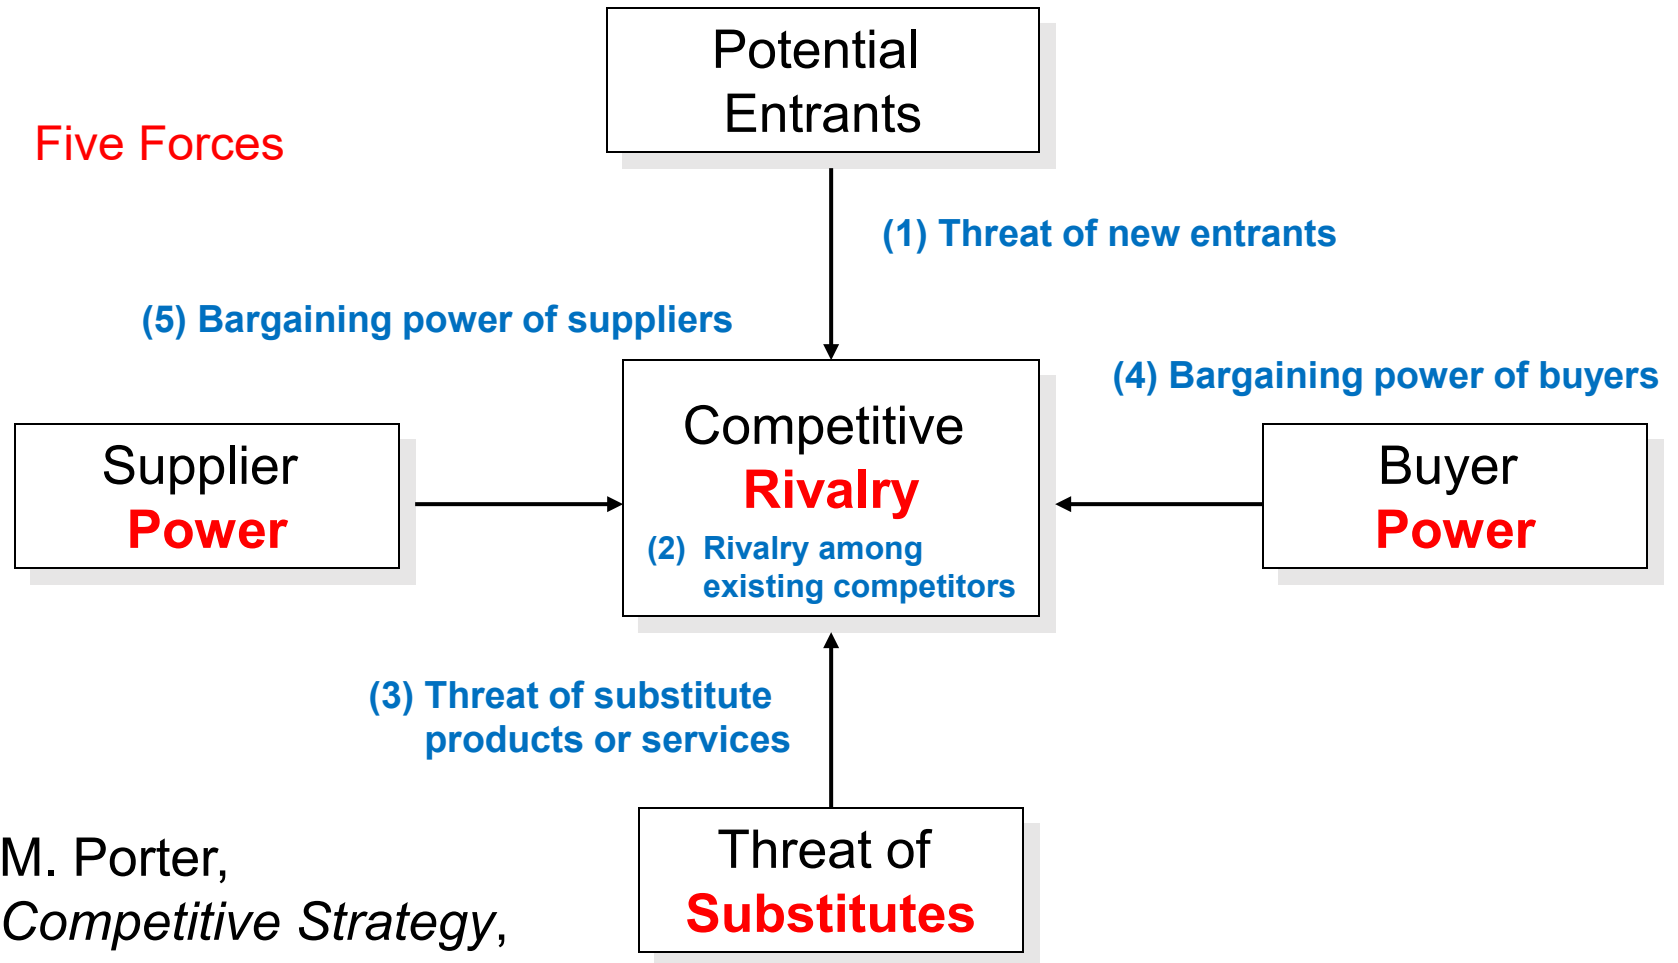 Potential
Entrants
Five Forces
(1) Threat of new entrants
(5) Bargaining power of suppliers
(4) Bargaining power of buyers
Supplier
Power
Competitive
Rivalry
(2) Rivalry among
existing competitors
Buyer
Power
(3) Threat of substitute
products or services
Threat of
Substitutes
M. Porter,
Competitive Strategy,